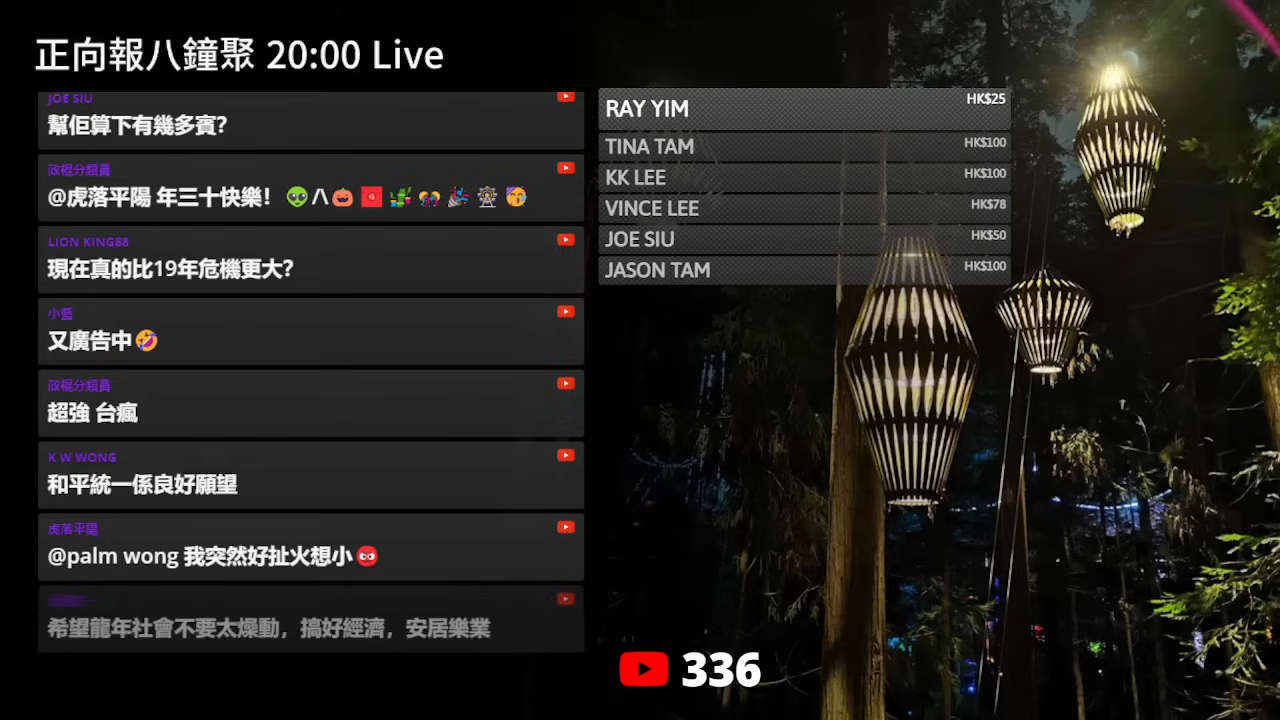 正向報八鐘聚 20:00 Live
JOE SIU
幫佢算下有幾多賓?
政棍分類員
@虎落平陽 年三十快樂! 👽八🎃🧧🎍🎊🎉🎡🥳
LION KING88
現在真的比19年危機更大?
小藍
又廣告中🤣
政棍分類員
超強 台瘋
K W WONG
和平統一係良好願望
虎落平陽
@palm wong 我突然好扯火想小
希望龍年社會不要太燥動，搞好經濟，安居樂業
RAY YIM HK$25
TINA TAM HK$100
KK LEE HK$100
VINCE LEE HK$78
JOE SIU HK$50
JASON TAM HK$100
336